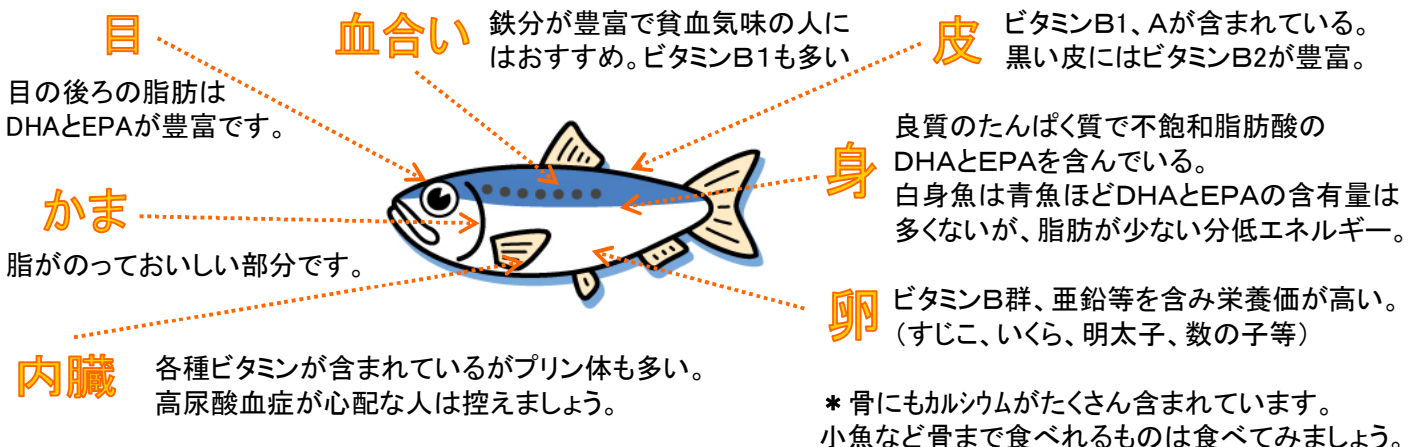 目
目の後ろの脂肪は
DHAとEPAが豊富です。
血合い
鉄分が豊富で貧血気味の人に
はおすすめ。ビタミンB1も多い
皮
ビタミンB1、Aが含まれている。
黒い皮にはビタミンB2が豊富。
身
良質のたんぱく質で不飽和脂肪酸の
DHAとEPAを含んでいる。
白身魚は青魚ほどDHAとEPAの含有量は
多くないが、脂肪が少ない分低エネルギー。
かま
脂がのっておいしい部分です。
卵
ビタミンB群、亜鉛等を含み栄養価が高い。
（すじこ、いくら、明太子、数の子等）
内臓
各種ビタミンが含まれているがプリン体も多い。
高尿酸血症が心配な人は控えましょう。
＊骨にもカルシウムがたくさん含まれています。
小魚など骨まで食べれるものは食べてみましょう。